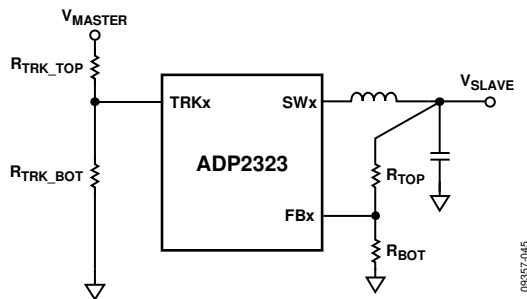 VMASTER
RTRK_TOP
TRKx
SWx
VSLAVE
ADP2323
RTRK_BOT
RTOP
FBx
RBOT
09357-045